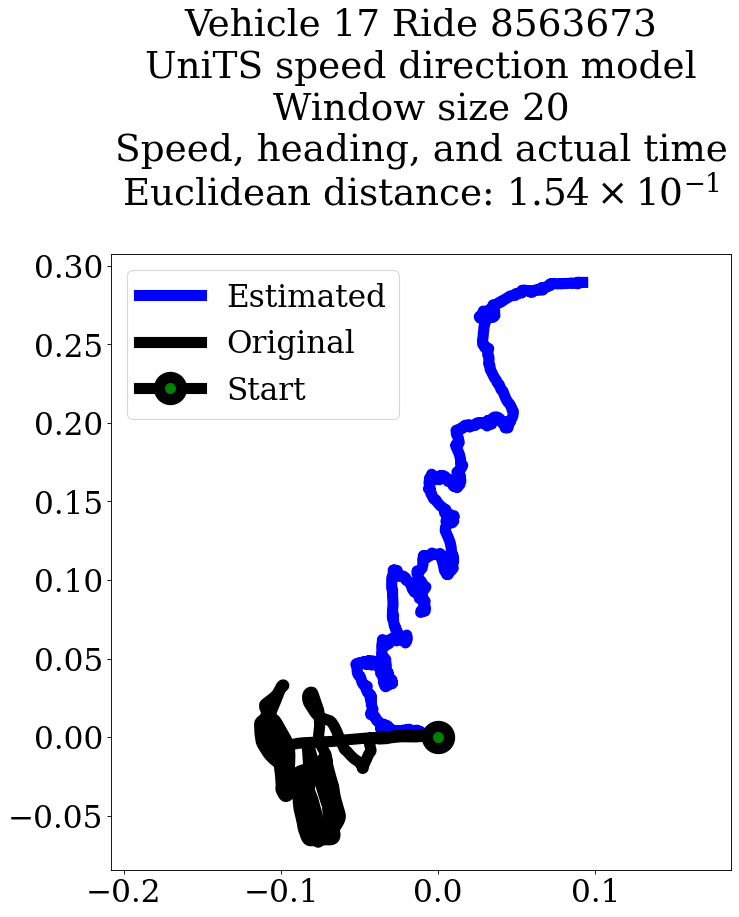 Vehicle 17 Ride 8563673
UniTS speed direction model
Window size 20
Speed, heading, and actual time
Euclidean distance: 1.54 × 10⁻¹
0.30
Estimated
0.25
Original
Start
0.20
0.15
0.10
0.05
0.00
−0.05
−0.2 −0.1 0.0 0.1